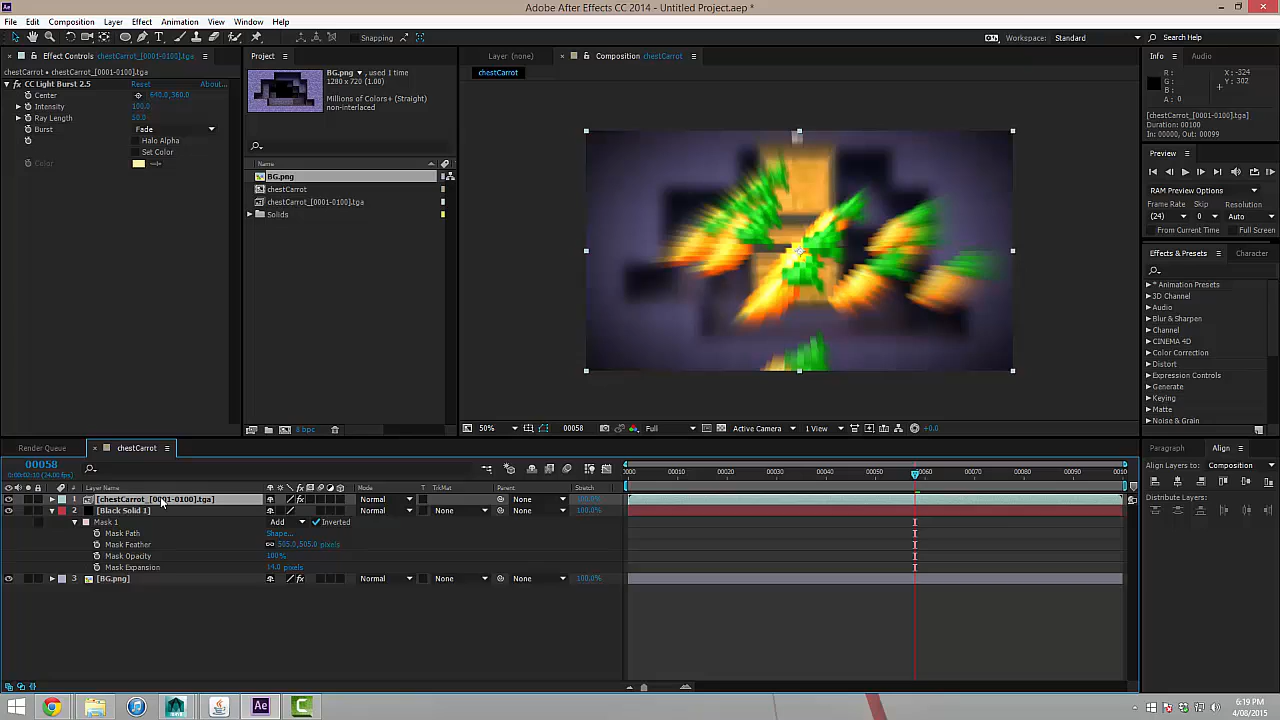 Adobe After Effects CC 2014 - Untitled Project.aep *
File Edit Composition Layer Effect Animation View Window Help
Snapping
Workspace: Standard
Search Help
Effect Controls chestCarrot_[0001-0100].tga
Project
Layer (none)
Composition chestCarrot
Info
Audio
chestCarrot • chestCarrot_[0001-0100].tga
CC Light Burst 2.5 Reset About...
Center 640.0,360.0
Intensity 100.0
Ray Length 50.0
Burst Fade
Halo Alpha
Set Color
Color
BG.png ▼ , used 1 time
1280 x 720 (1.00)
Millions of Colors+ (Straight)
non-interlaced
Name
BG.png
chestCarrot
chestCarrot_[0001-0100].tga
Solids
8 bpc
chestCarrot
50%
00058
Full
Active Camera
1 View
+0.0
R:
G:
B:
A: 0
X: -324
Y: 302
[chestCarrot_[0001-0100].tga]
Duration: 00100
In: 00000, Out: 00099
Preview
RAM Preview Options
Frame Rate Skip Resolution
(24) 0 Auto
From Current Time Full Screen
Effects & Presets Character
* Animation Presets
3D Channel
Audio
Blur & Sharpen
Channel
CINEMA 4D
Color Correction
Distort
Expression Controls
Generate
Keying
Matte
Noise & Grain
Render Queue
chestCarrot
00058
0:00:02:10 (24.00 fps)
# Layer Name Mode T TrkMat Parent Stretch
1 [chestCarrot_[0001-0100].tga] Normal None 100.0%
2 [Black Solid 1] Normal None None 100.0%
Mask 1 Add Inverted
Mask Path Shape...
Mask Feather 505.0,505.0 pixels
Mask Opacity 100%
Mask Expansion 14.0 pixels
3 [BG.png] Normal None None 100.0%
0000 00010 00020 00030 00040 00050 00060 00070 00080 00090 0010
Paragraph Align
Align Layers to: Composition
Distribute Layers:
6:19 PM
4/08/2015